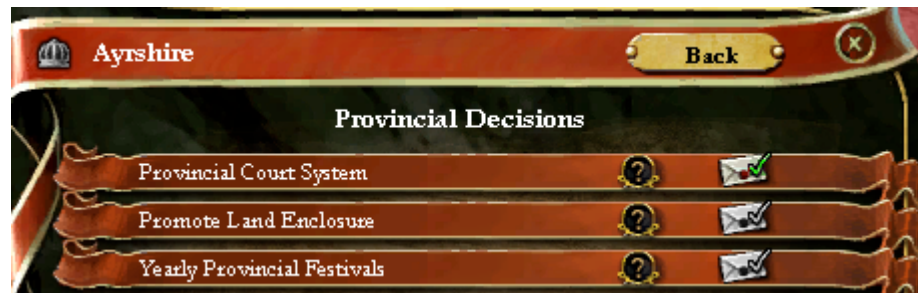 Ayrshire
Back
Provincial Decisions
Provincial Court System
Promote Land Enclosure
Yearly Provincial Festivals